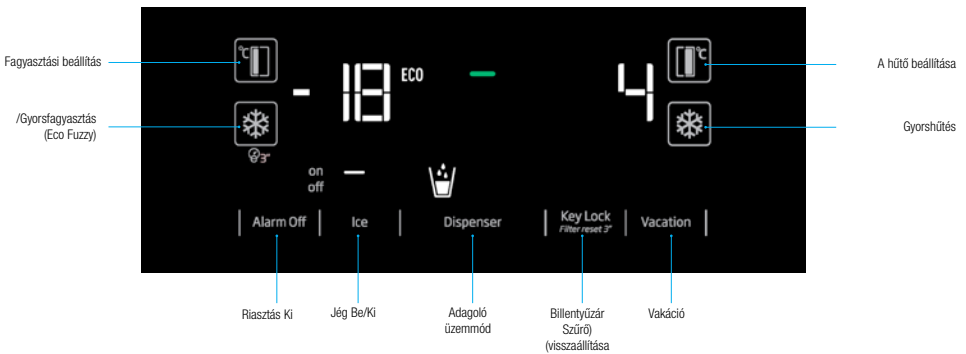 Fagyasztási beállítás
/Gyorsfagyasztás
(Eco Fuzzy)
°C
- 18 ECO
4
°C
3"
on
off
Alarm Off
Ice
Dispenser
Key Lock
Filter reset 3"
Vacation
A hűtő beállítása
Gyorshűtés
Riasztás Ki
Jég Be/Ki
Adagoló
üzemmód
Billentyűzár
Szűrő)
(visszaállítása
Vakáció